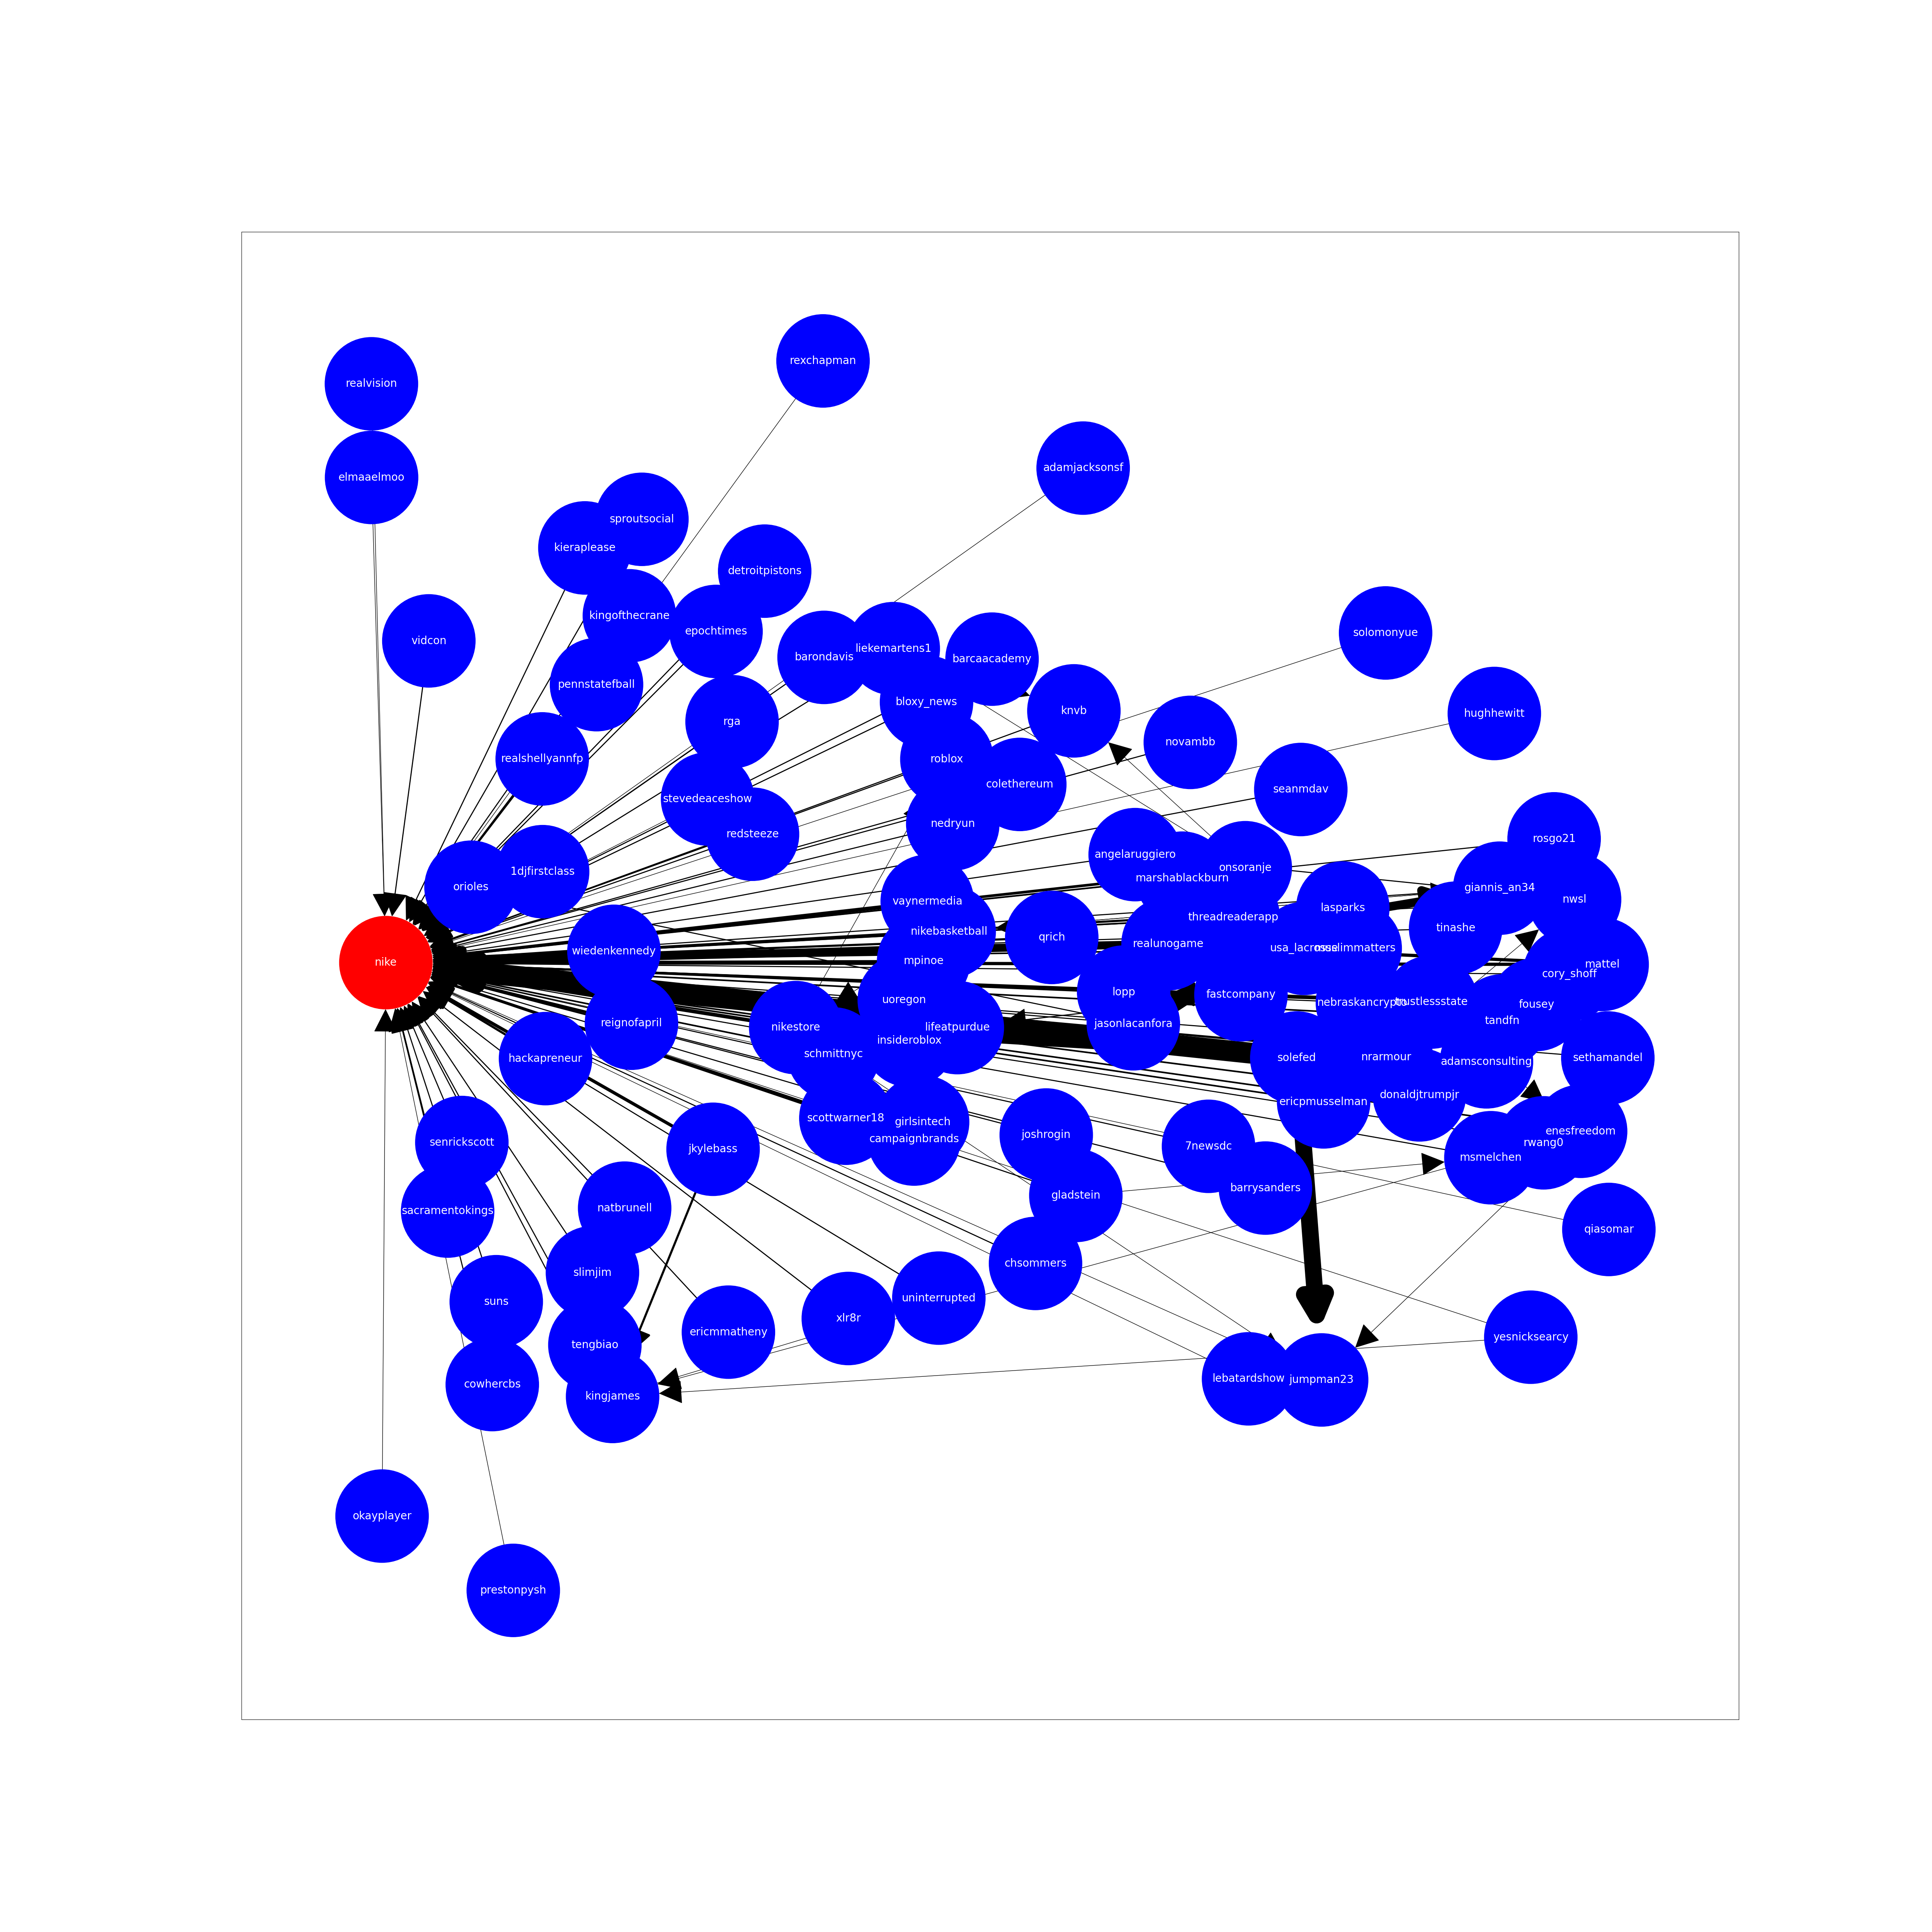 rexchapman
realvision
adamjacksonsf
elmaaelmoo
sproutsocial
kieraplease
detroitpistons
kingofthecrane
epochtimes
solomonyue
vidcon
liekemartens1
barondavis
barcaacademy
pennstatefball
bloxy_news
knvb
hughhewitt
rga
novambb
realshellyannfp
roblox
colethereum
seanmdav
stevedeaceshow
nedryun
redsteeze
rosgo21
angelaruggiero
onsoranje
1djfirstclass
marshablackburn
orioles
giannis_an34
nwsl
vaynermedia
lasparks
threadreaderapp
tinashe
nikebasketball
qrich
realunogame
usa_lacrosse
muslimmatters
wiedenkennedy
mpinoe
nike
mattel
cory_shoff
lopp
fastcompany
uoregon
nebraskancrypto
trustlessstate
fousey
tandfn
reignofapril
jasonlacanfora
nikestore
lifeatpurdue
insideroblox
schmittnyc
hackapreneur
solefed
nrarmour
adamsconsulting
sethamandel
donaldjtrumpjr
ericpmusselman
scottwarner18
girlsintech
enesfreedom
joshrogin
campaignbrands
senrickscott
rwang0
7newsdc
jkylebass
msmelchen
barrysanders
gladstein
natbrunell
sacramentokings
qiasomar
chsommers
slimjim
uninterrupted
suns
xlr8r
ericmmatheny
yesnicksearcy
tengbiao
lebatardshow
jumpman23
cowhercbs
kingjames
okayplayer
prestonpysh